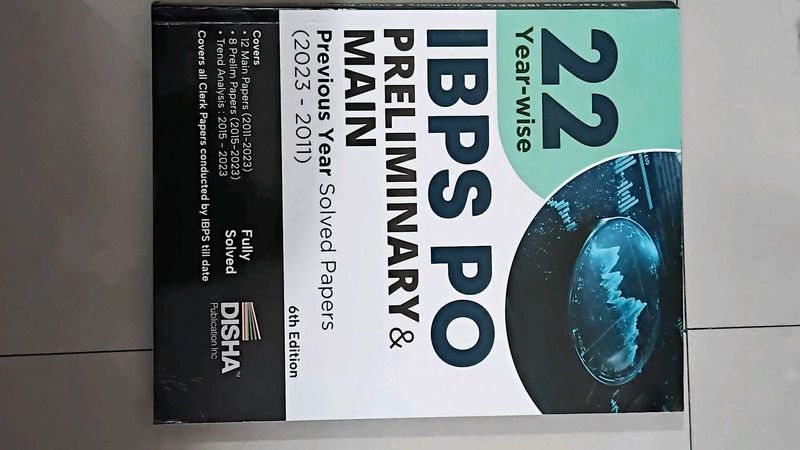 22
Year-wise
IBPS PO
PRELIMINARY &
MAIN
Previous Year Solved Papers
(2023 - 2011)
6th Edition
Covers
• 12 Main Papers (2011-2023)
• 8 Prelim Papers (2015-2023)
• Trend Analysis : 2015 - 2023
Covers all Clerk Papers conducted by IBPS till date
Fully
Solved
DISHA™
Publication Inc